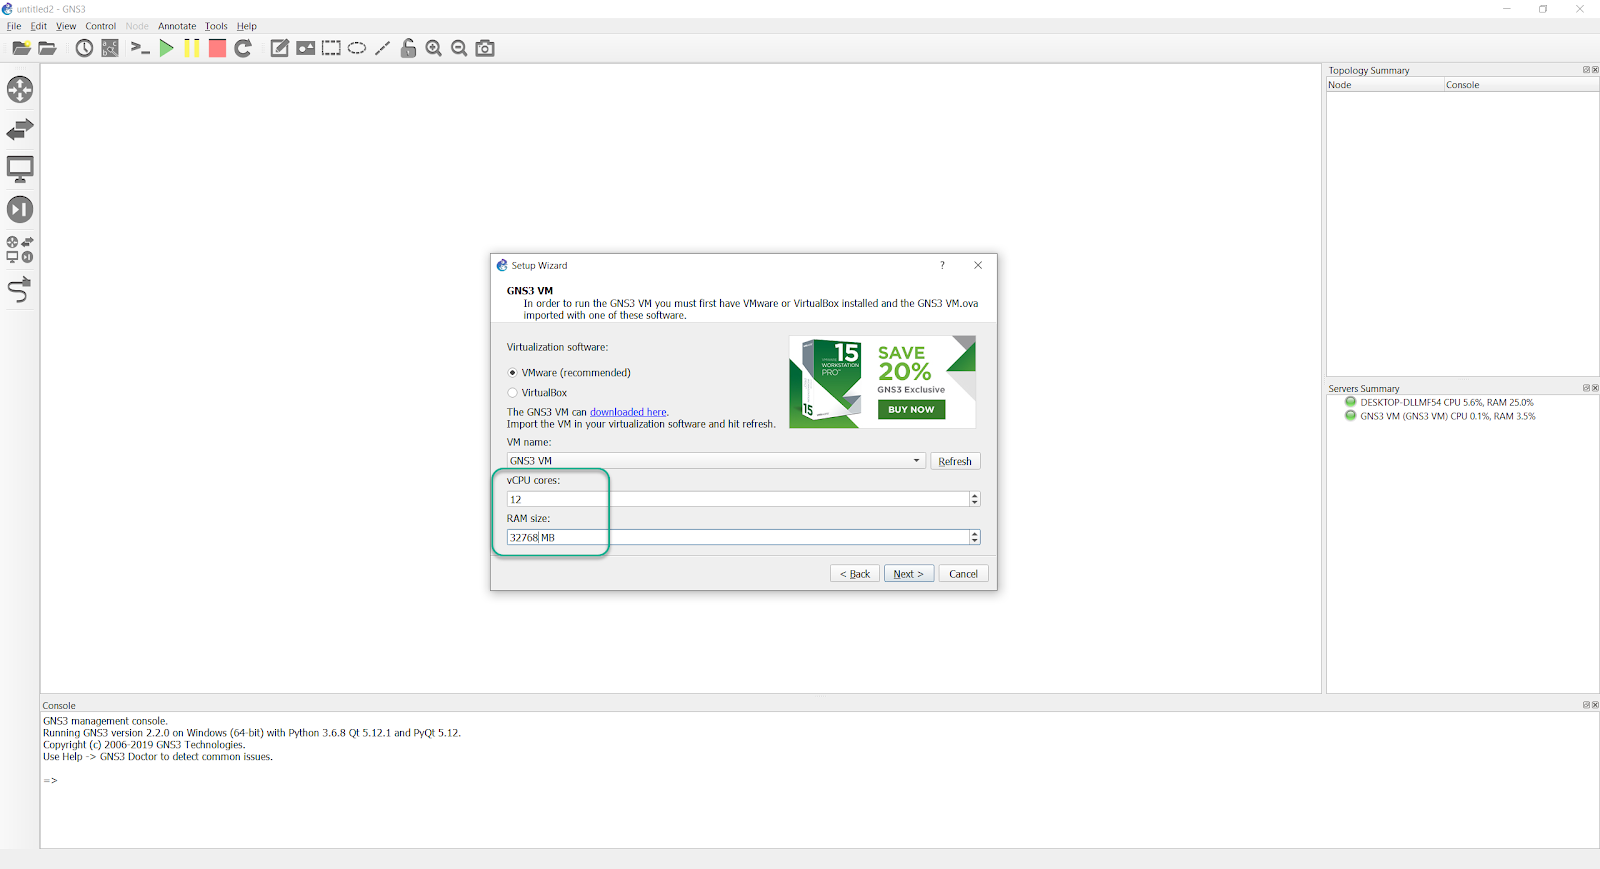 untitled2 - GNS3
File Edit View Control Node Annotate Tools Help
Topology Summary
Node Console
Setup Wizard
GNS3 VM
In order to run the GNS3 VM you must first have VMware or VirtualBox installed and the GNS3 VM.ova
imported with one of these software.
Virtualization software:
VMware (recommended)
VirtualBox
The GNS3 VM can downloaded here.
Import the VM in your virtualization software and hit refresh.
15
WORKSTATION
PRO
15
SAVE
20%
GNS3 Exclusive
BUY NOW
VM name:
GNS3 VM
Refresh
vCPU cores:
12
RAM size:
32768 MB
< Back Next > Cancel
Servers Summary
DESKTOP-DLLMF54 CPU 5.6%, RAM 25.0%
GNS3 VM (GNS3 VM) CPU 0.1%, RAM 3.5%
Console
GNS3 management console.
Running GNS3 version 2.2.0 on Windows (64-bit) with Python 3.6.8 Qt 5.12.1 and PyQt 5.12.
Copyright (c) 2006-2019 GNS3 Technologies.
Use Help -> GNS3 Doctor to detect common issues.
=>